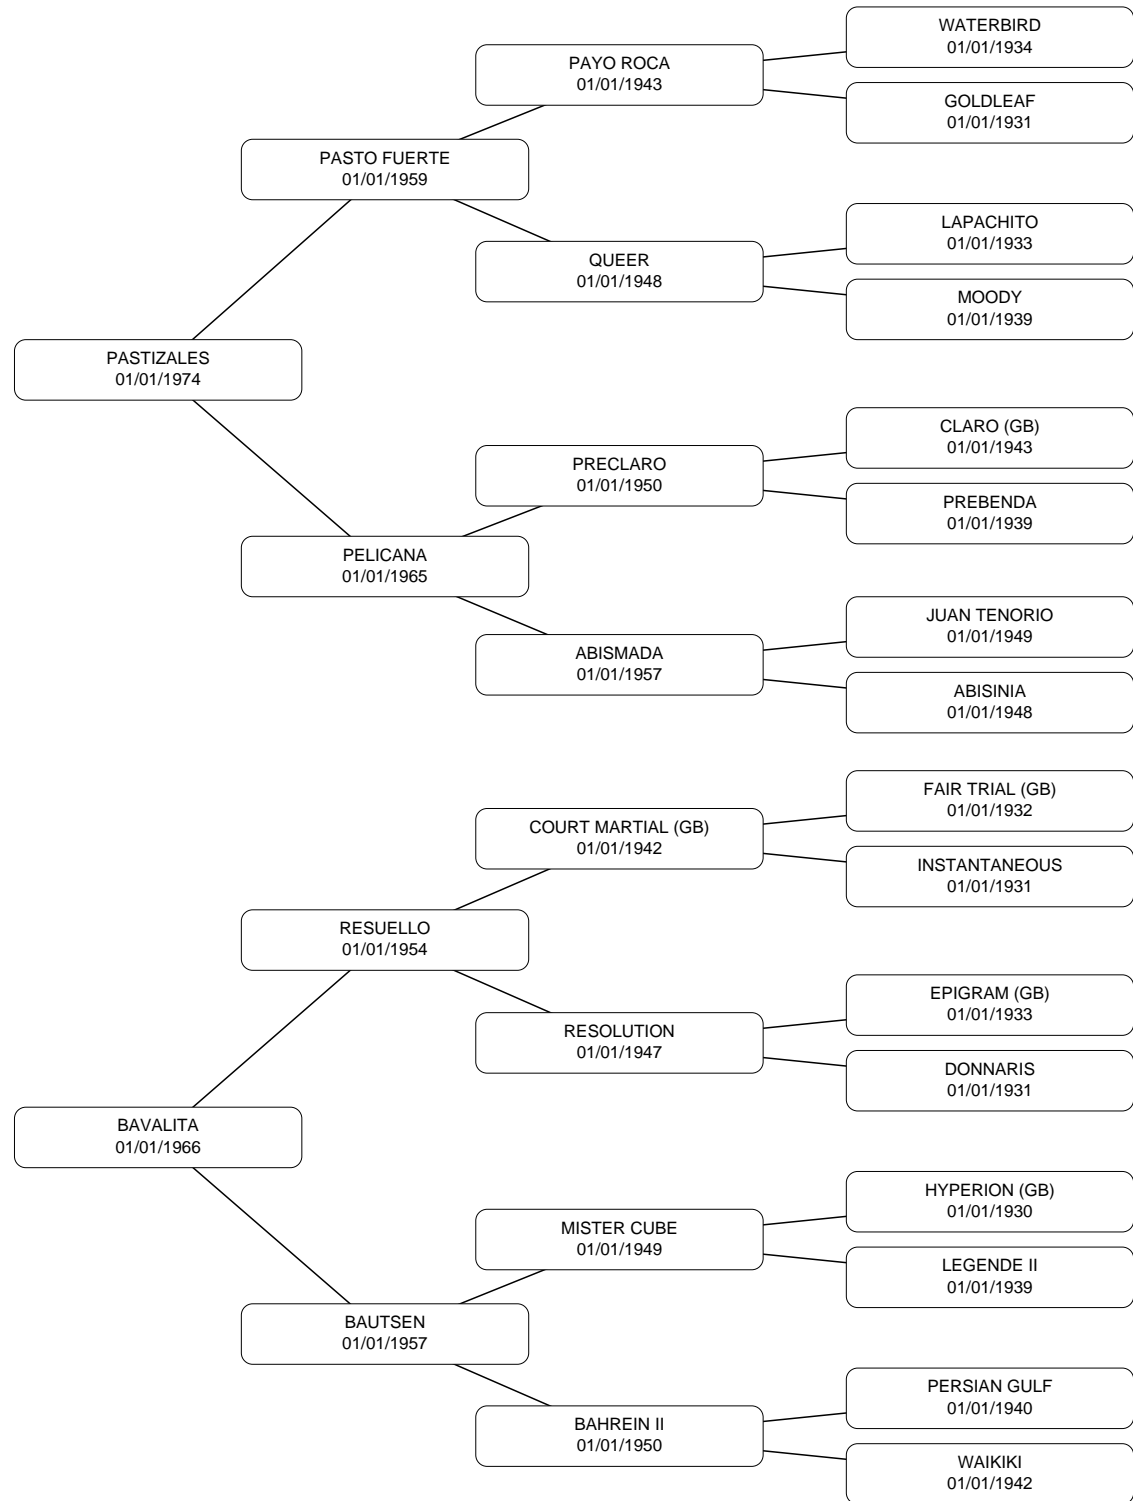 WATERBIRD
01/01/1934
PAYO ROCA
01/01/1943
GOLDLEAF
01/01/1931
PASTO FUERTE
01/01/1959
LAPACHITO
01/01/1933
QUEER
01/01/1948
MOODY
01/01/1939
PASTIZALES
01/01/1974
CLARO (GB)
01/01/1943
PRECLARO
01/01/1950
PREBENDA
01/01/1939
PELICANA
01/01/1965
JUAN TENORIO
01/01/1949
ABISMADA
01/01/1957
ABISINIA
01/01/1948
FAIR TRIAL (GB)
01/01/1932
COURT MARTIAL (GB)
01/01/1942
INSTANTANEOUS
01/01/1931
RESUELLO
01/01/1954
EPIGRAM (GB)
01/01/1933
RESOLUTION
01/01/1947
DONNARIS
01/01/1931
BAVALITA
01/01/1966
HYPERION (GB)
01/01/1930
MISTER CUBE
01/01/1949
LEGENDE II
01/01/1939
BAUTSEN
01/01/1957
PERSIAN GULF
01/01/1940
BAHREIN II
01/01/1950
WAIKIKI
01/01/1942